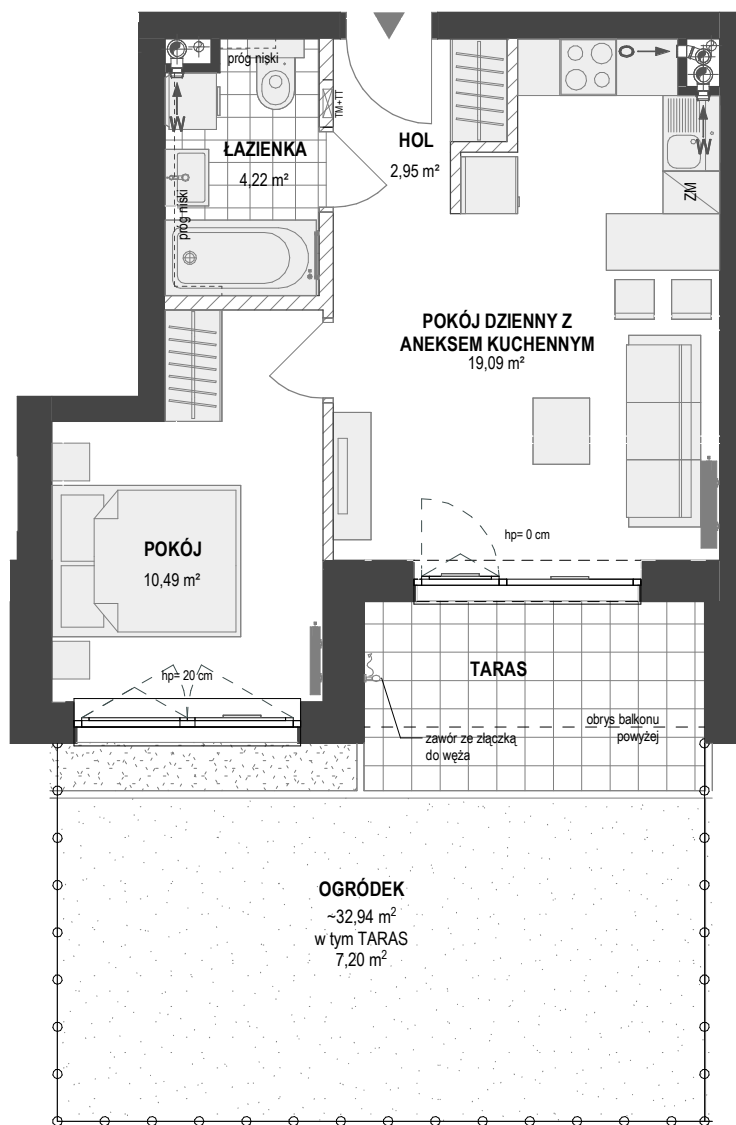 próg niski
TM+TT
O
W
W
ŁAZIENKA
4,22 m²
HOL
2,95 m²
ZM
próg niski
POKÓJ DZIENNY Z
ANEKSEM KUCHENNYM
19,09 m²
hp= 0 cm
POKÓJ
10,49 m²
hp= 20 cm
TARAS
obrys balkonu
powyżej
zawór ze złączką
do węża
OGRÓDEK
~32,94 m²
w tym TARAS
7,20 m²